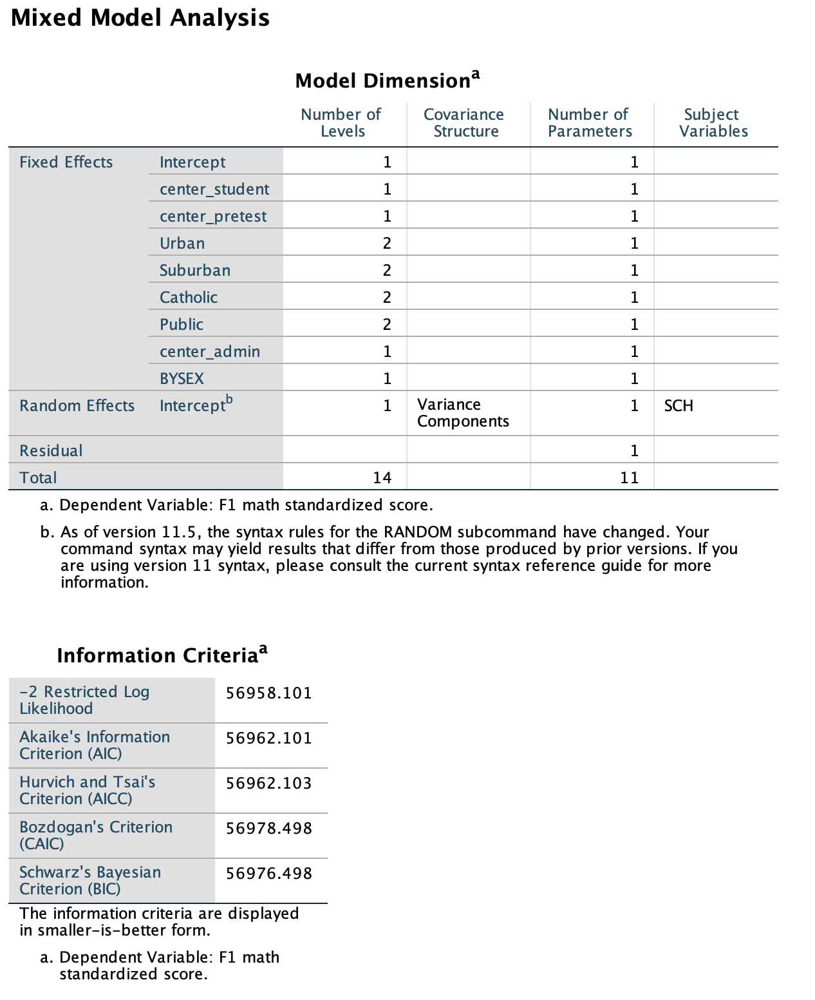 Mixed Model Analysis
Model Dimensionᵃ
Number of Levels Covariance Structure Number of Parameters Subject Variables
Fixed Effects Intercept 1 1
center_student 1 1
center_pretest 1 1
Urban 2 1
Suburban 2 1
Catholic 2 1
Public 2 1
center_admin 1 1
BYSEX 1 1
Random Effects Interceptᵇ 1 Variance Components 1 SCH
Residual 1
Total 14 11
a. Dependent Variable: F1 math standardized score.
b. As of version 11.5, the syntax rules for the RANDOM subcommand have changed. Your
command syntax may yield results that differ from those produced by prior versions. If you
are using version 11 syntax, please consult the current syntax reference guide for more
information.
Information Criteriaᵃ
-2 Restricted Log Likelihood 56958.101
Akaike's Information Criterion (AIC) 56962.101
Hurvich and Tsai's Criterion (AICC) 56962.103
Bozdogan's Criterion (CAIC) 56978.498
Schwarz's Bayesian Criterion (BIC) 56976.498
The information criteria are displayed
in smaller-is-better form.
a. Dependent Variable: F1 math
standardized score.